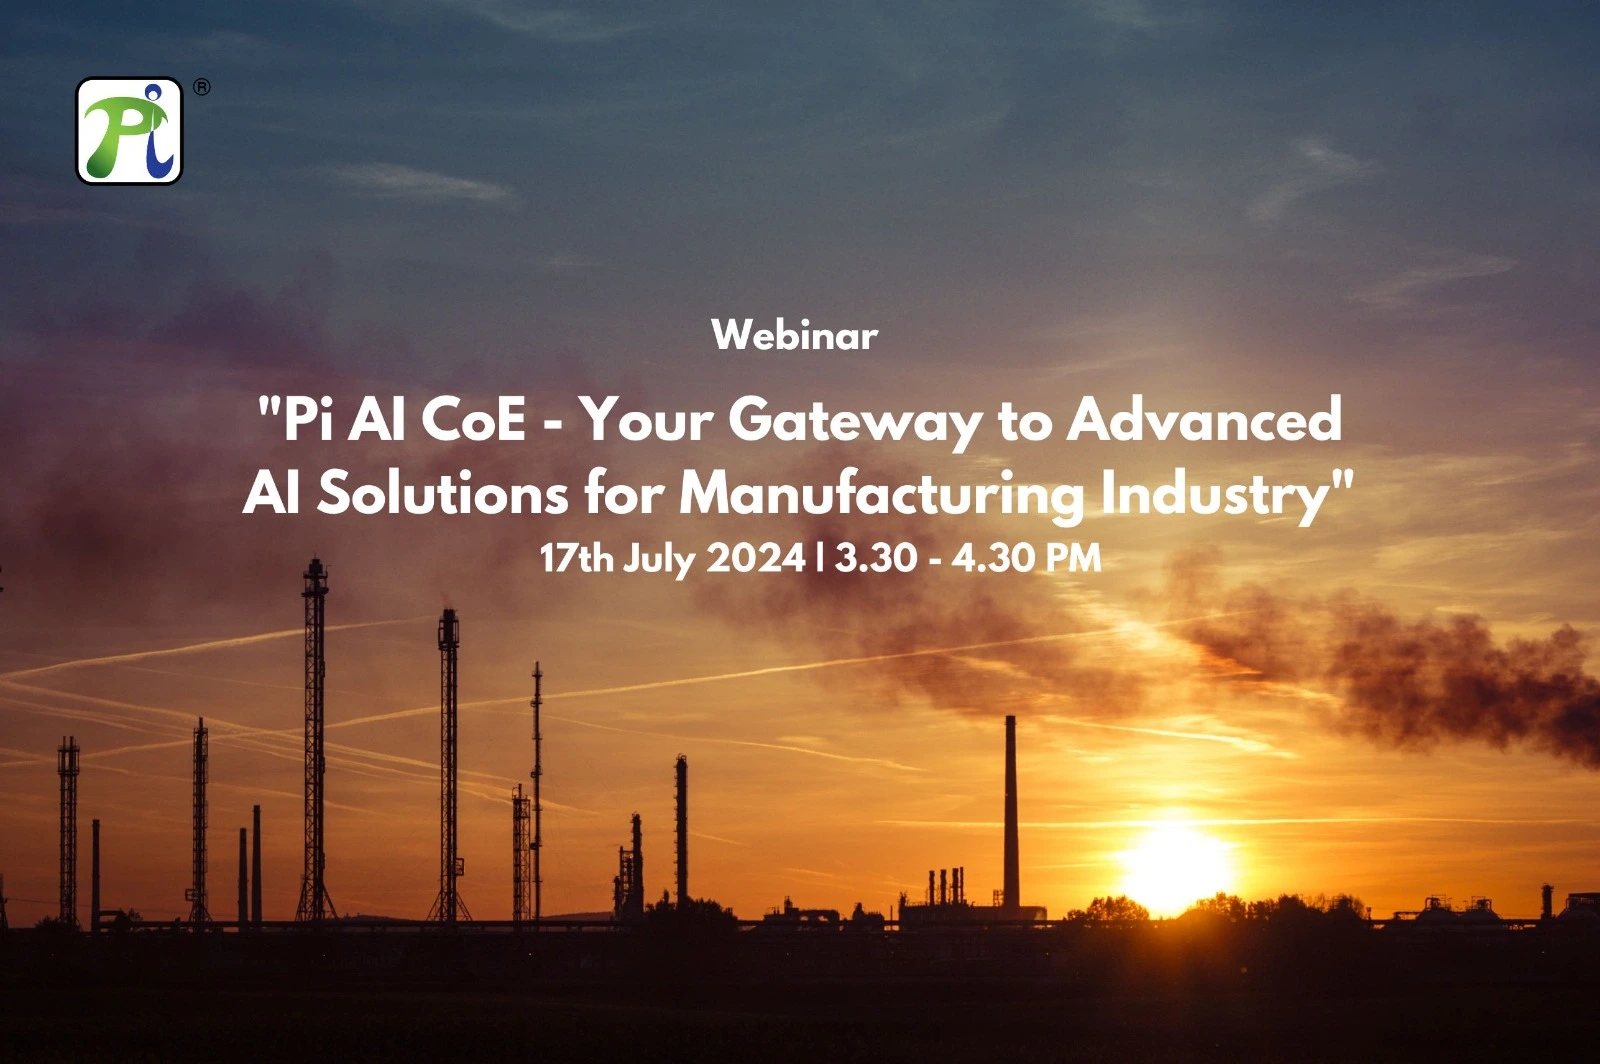 Pi ®
Webinar
"Pi AI CoE - Your Gateway to Advanced
AI Solutions for Manufacturing Industry"
17th July 2024 | 3.30 - 4.30 PM